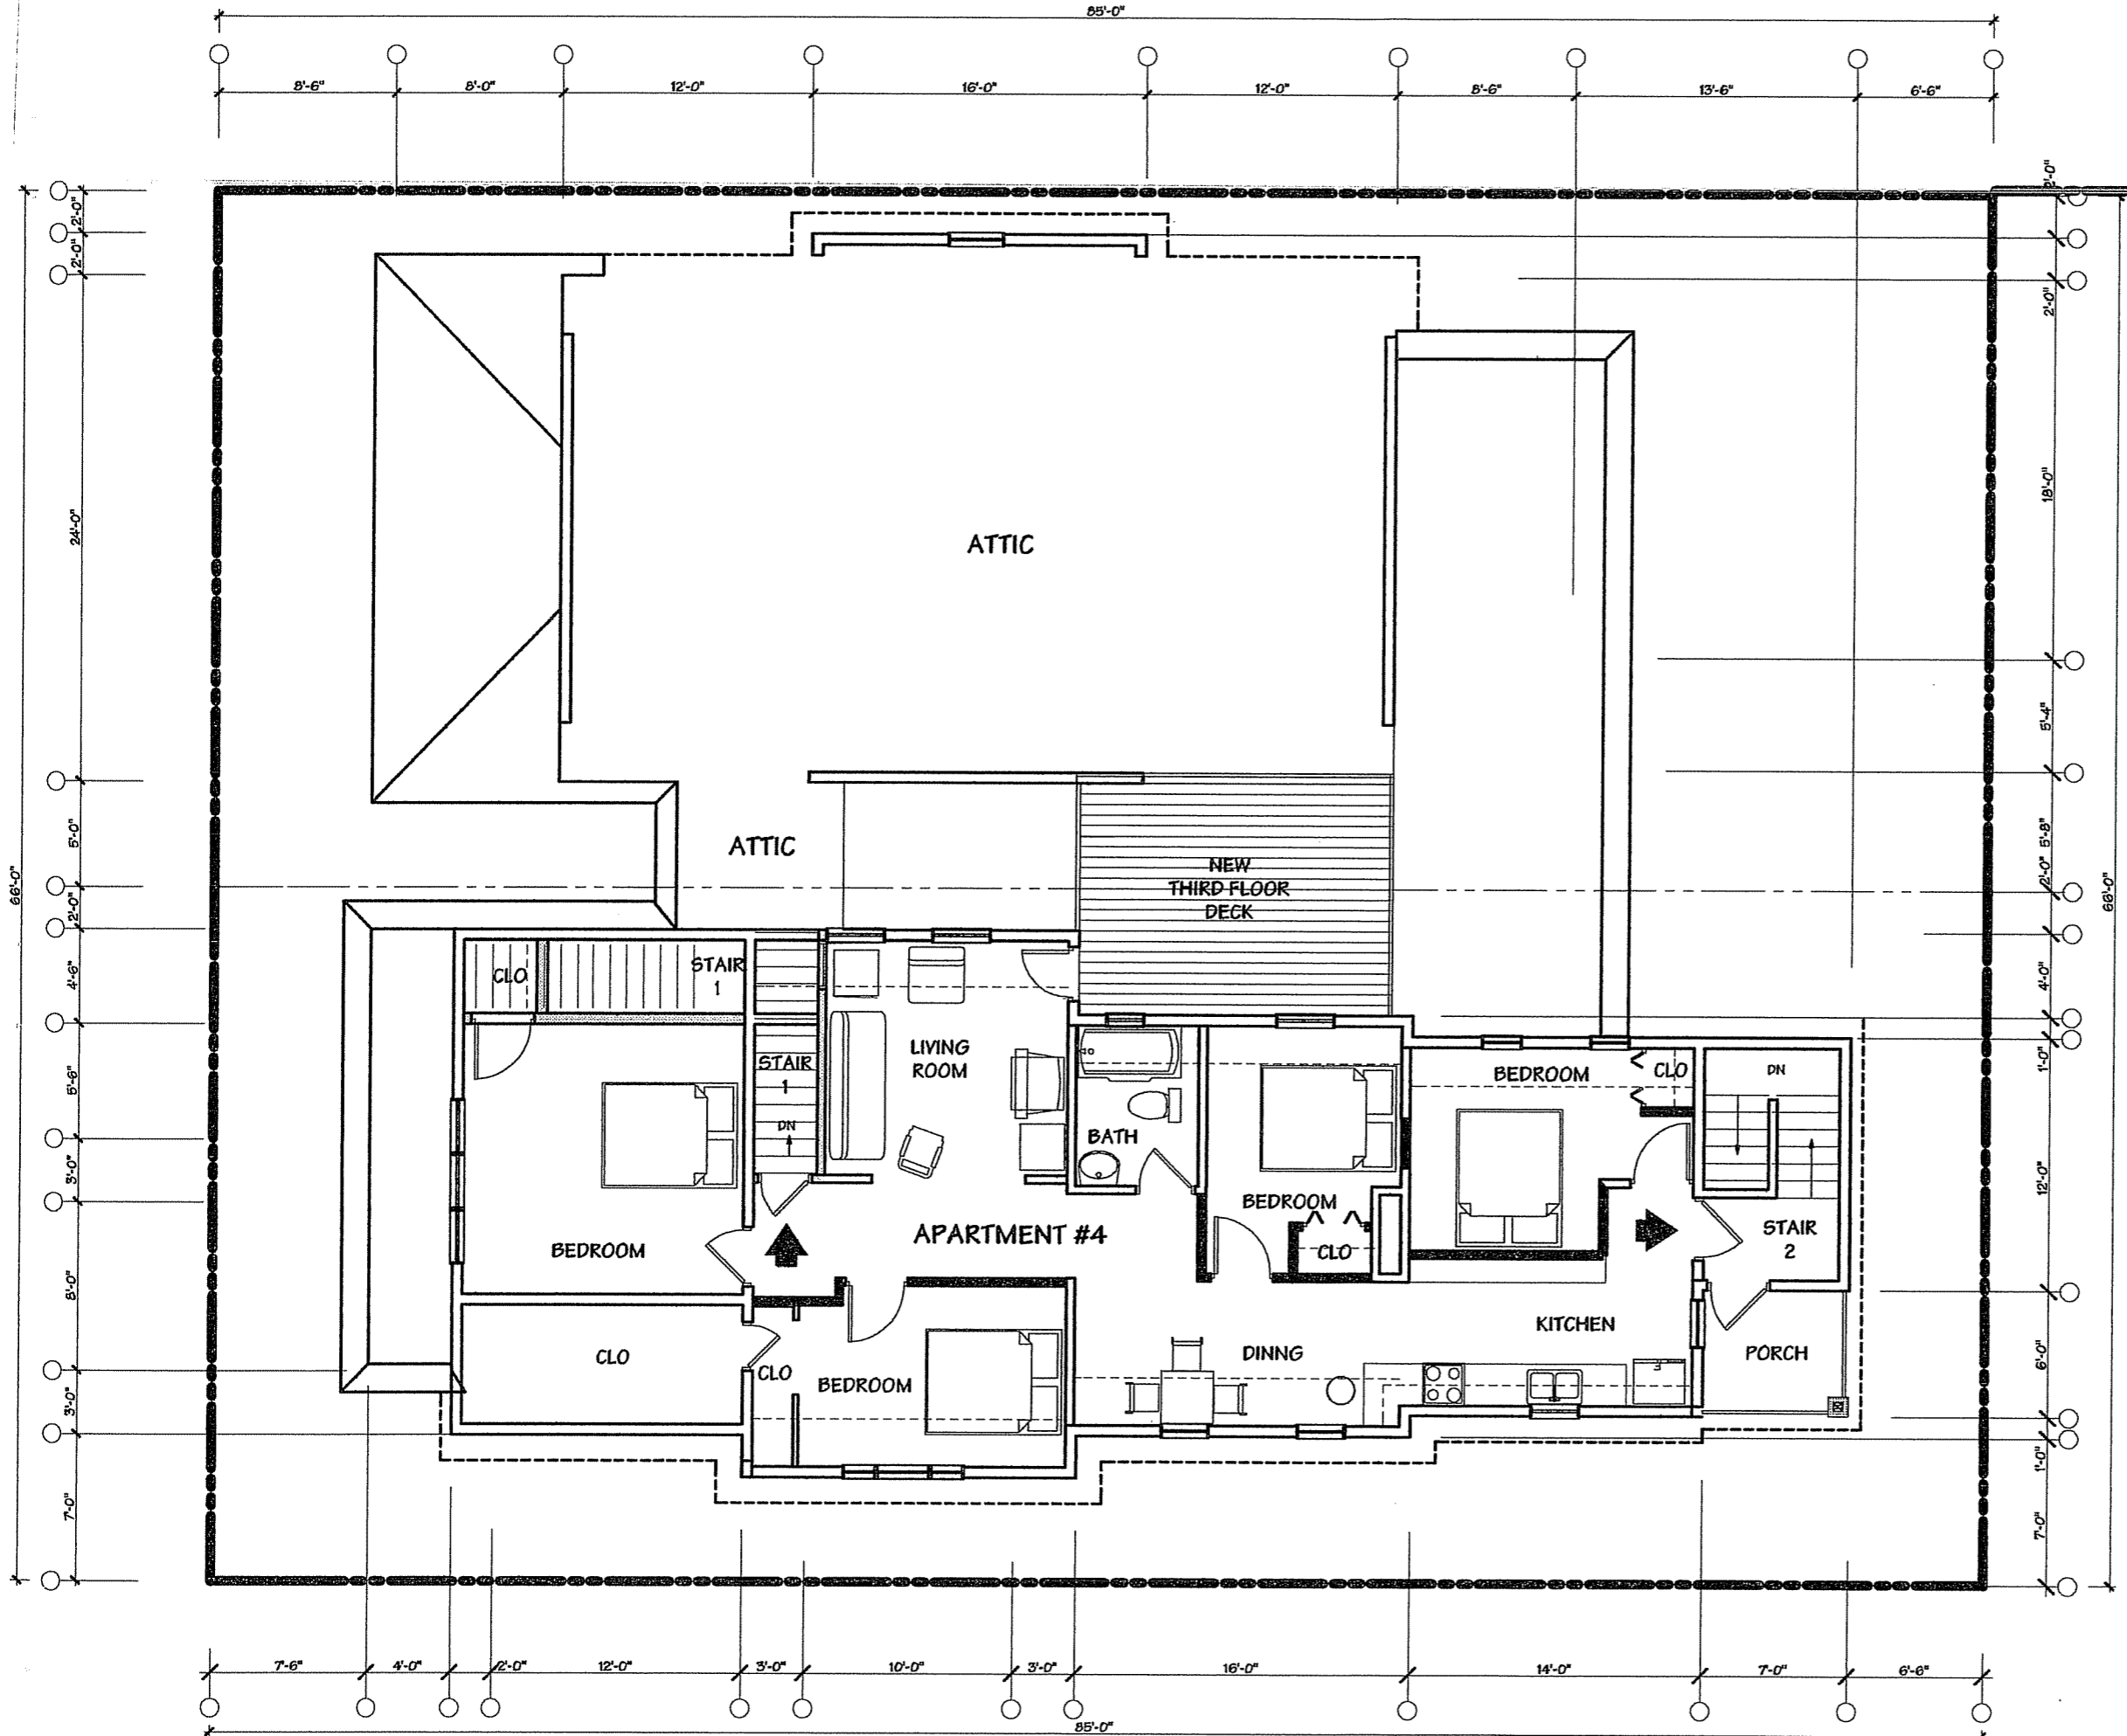 85'-0"
8'-6"
8'-0"
12'-0"
16'-0"
12'-0"
8'-6"
13'-6"
6'-6"
2'-0"
2'-0"
24'-0"
5'-0"
2'-0"
4'-6"
5'-6"
3'-0"
8'-0"
3'-0"
7'-0"
66'-0"
ATTIC
ATTIC
NEW
THIRD FLOOR
DECK
CLO
STAIR
1
STAIR
1
DN
LIVING
ROOM
BATH
BEDROOM
CLO
BEDROOM
CLO
DN
STAIR
2
BEDROOM
APARTMENT #4
CLO
CLO
BEDROOM
DINNG
KITCHEN
PORCH
2'-0"
2'-0"
18'-0"
5'-4"
5'-8"
2'-0"
4'-0"
1'-0"
12'-0"
6'-0"
1'-0"
7'-0"
66'-0"
7'-6"
4'-0"
2'-0"
12'-0"
3'-0"
10'-0"
3'-0"
16'-0"
14'-0"
7'-0"
6'-6"
85'-0"